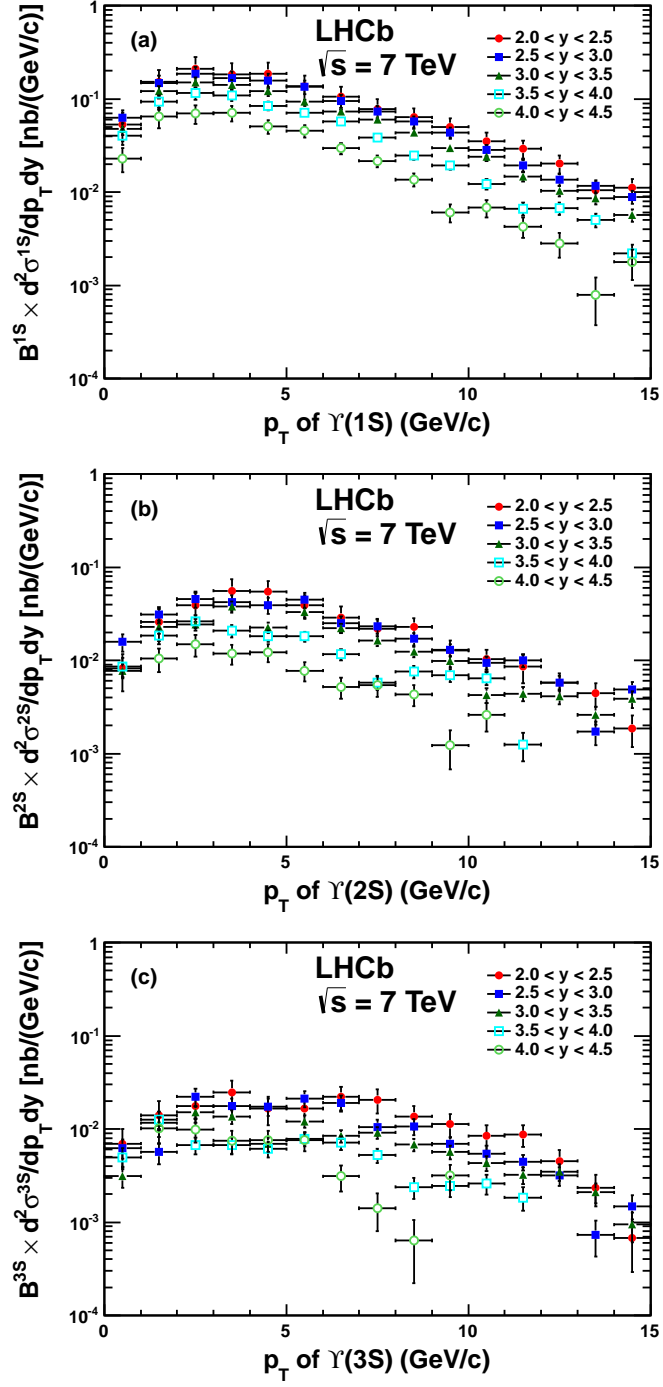 (a)
LHCb
√s = 7 TeV
2.0 < y < 2.5
2.5 < y < 3.0
3.0 < y < 3.5
3.5 < y < 4.0
4.0 < y < 4.5
B^1S × d²σ^1S/dp_T dy [nb/(GeV/c)]
1
10^-1
10^-2
10^-3
10^-4
0 5 10 15
p_T of ϒ(1S) (GeV/c)
(b)
LHCb
√s = 7 TeV
2.0 < y < 2.5
2.5 < y < 3.0
3.0 < y < 3.5
3.5 < y < 4.0
4.0 < y < 4.5
B^2S × d²σ^2S/dp_T dy [nb/(GeV/c)]
1
10^-1
10^-2
10^-3
10^-4
0 5 10 15
p_T of ϒ(2S) (GeV/c)
(c)
LHCb
√s = 7 TeV
2.0 < y < 2.5
2.5 < y < 3.0
3.0 < y < 3.5
3.5 < y < 4.0
4.0 < y < 4.5
B^3S × d²σ^3S/dp_T dy [nb/(GeV/c)]
1
10^-1
10^-2
10^-3
10^-4
0 5 10 15
p_T of ϒ(3S) (GeV/c)